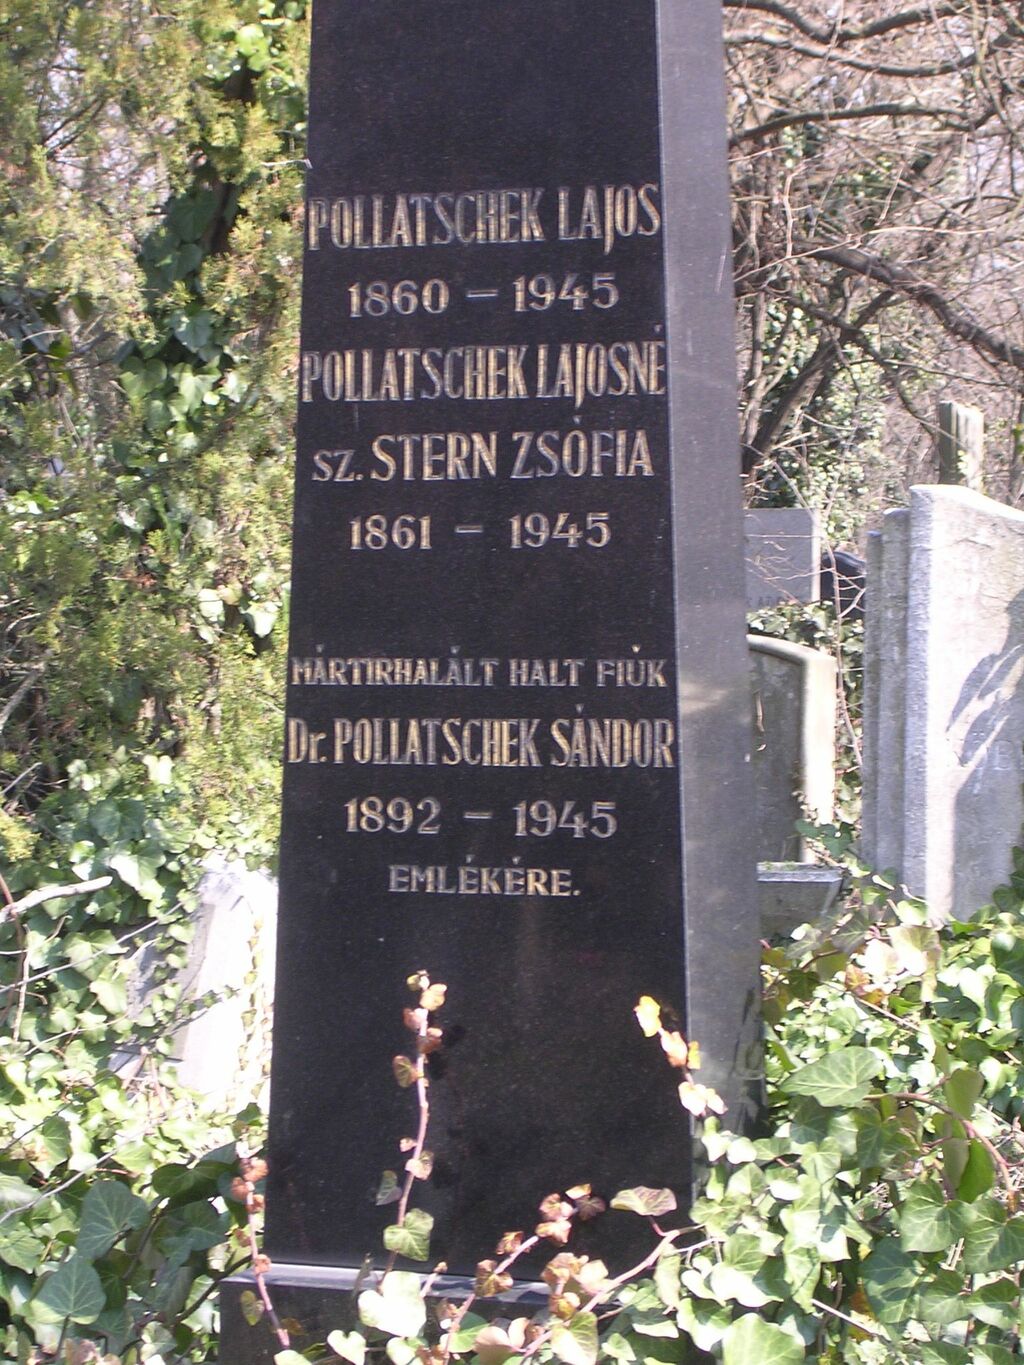 POLLATSCHEK LAJOS
1860 – 1945
POLLATSCHEK LAJOSNÉ
SZ. STERN ZSÓFIA
1861 – 1945
MÁRTIRHALÁLT HALT FIÚK
Dr. POLLATSCHEK SÁNDOR
1892 – 1945
EMLÉKÉRE.